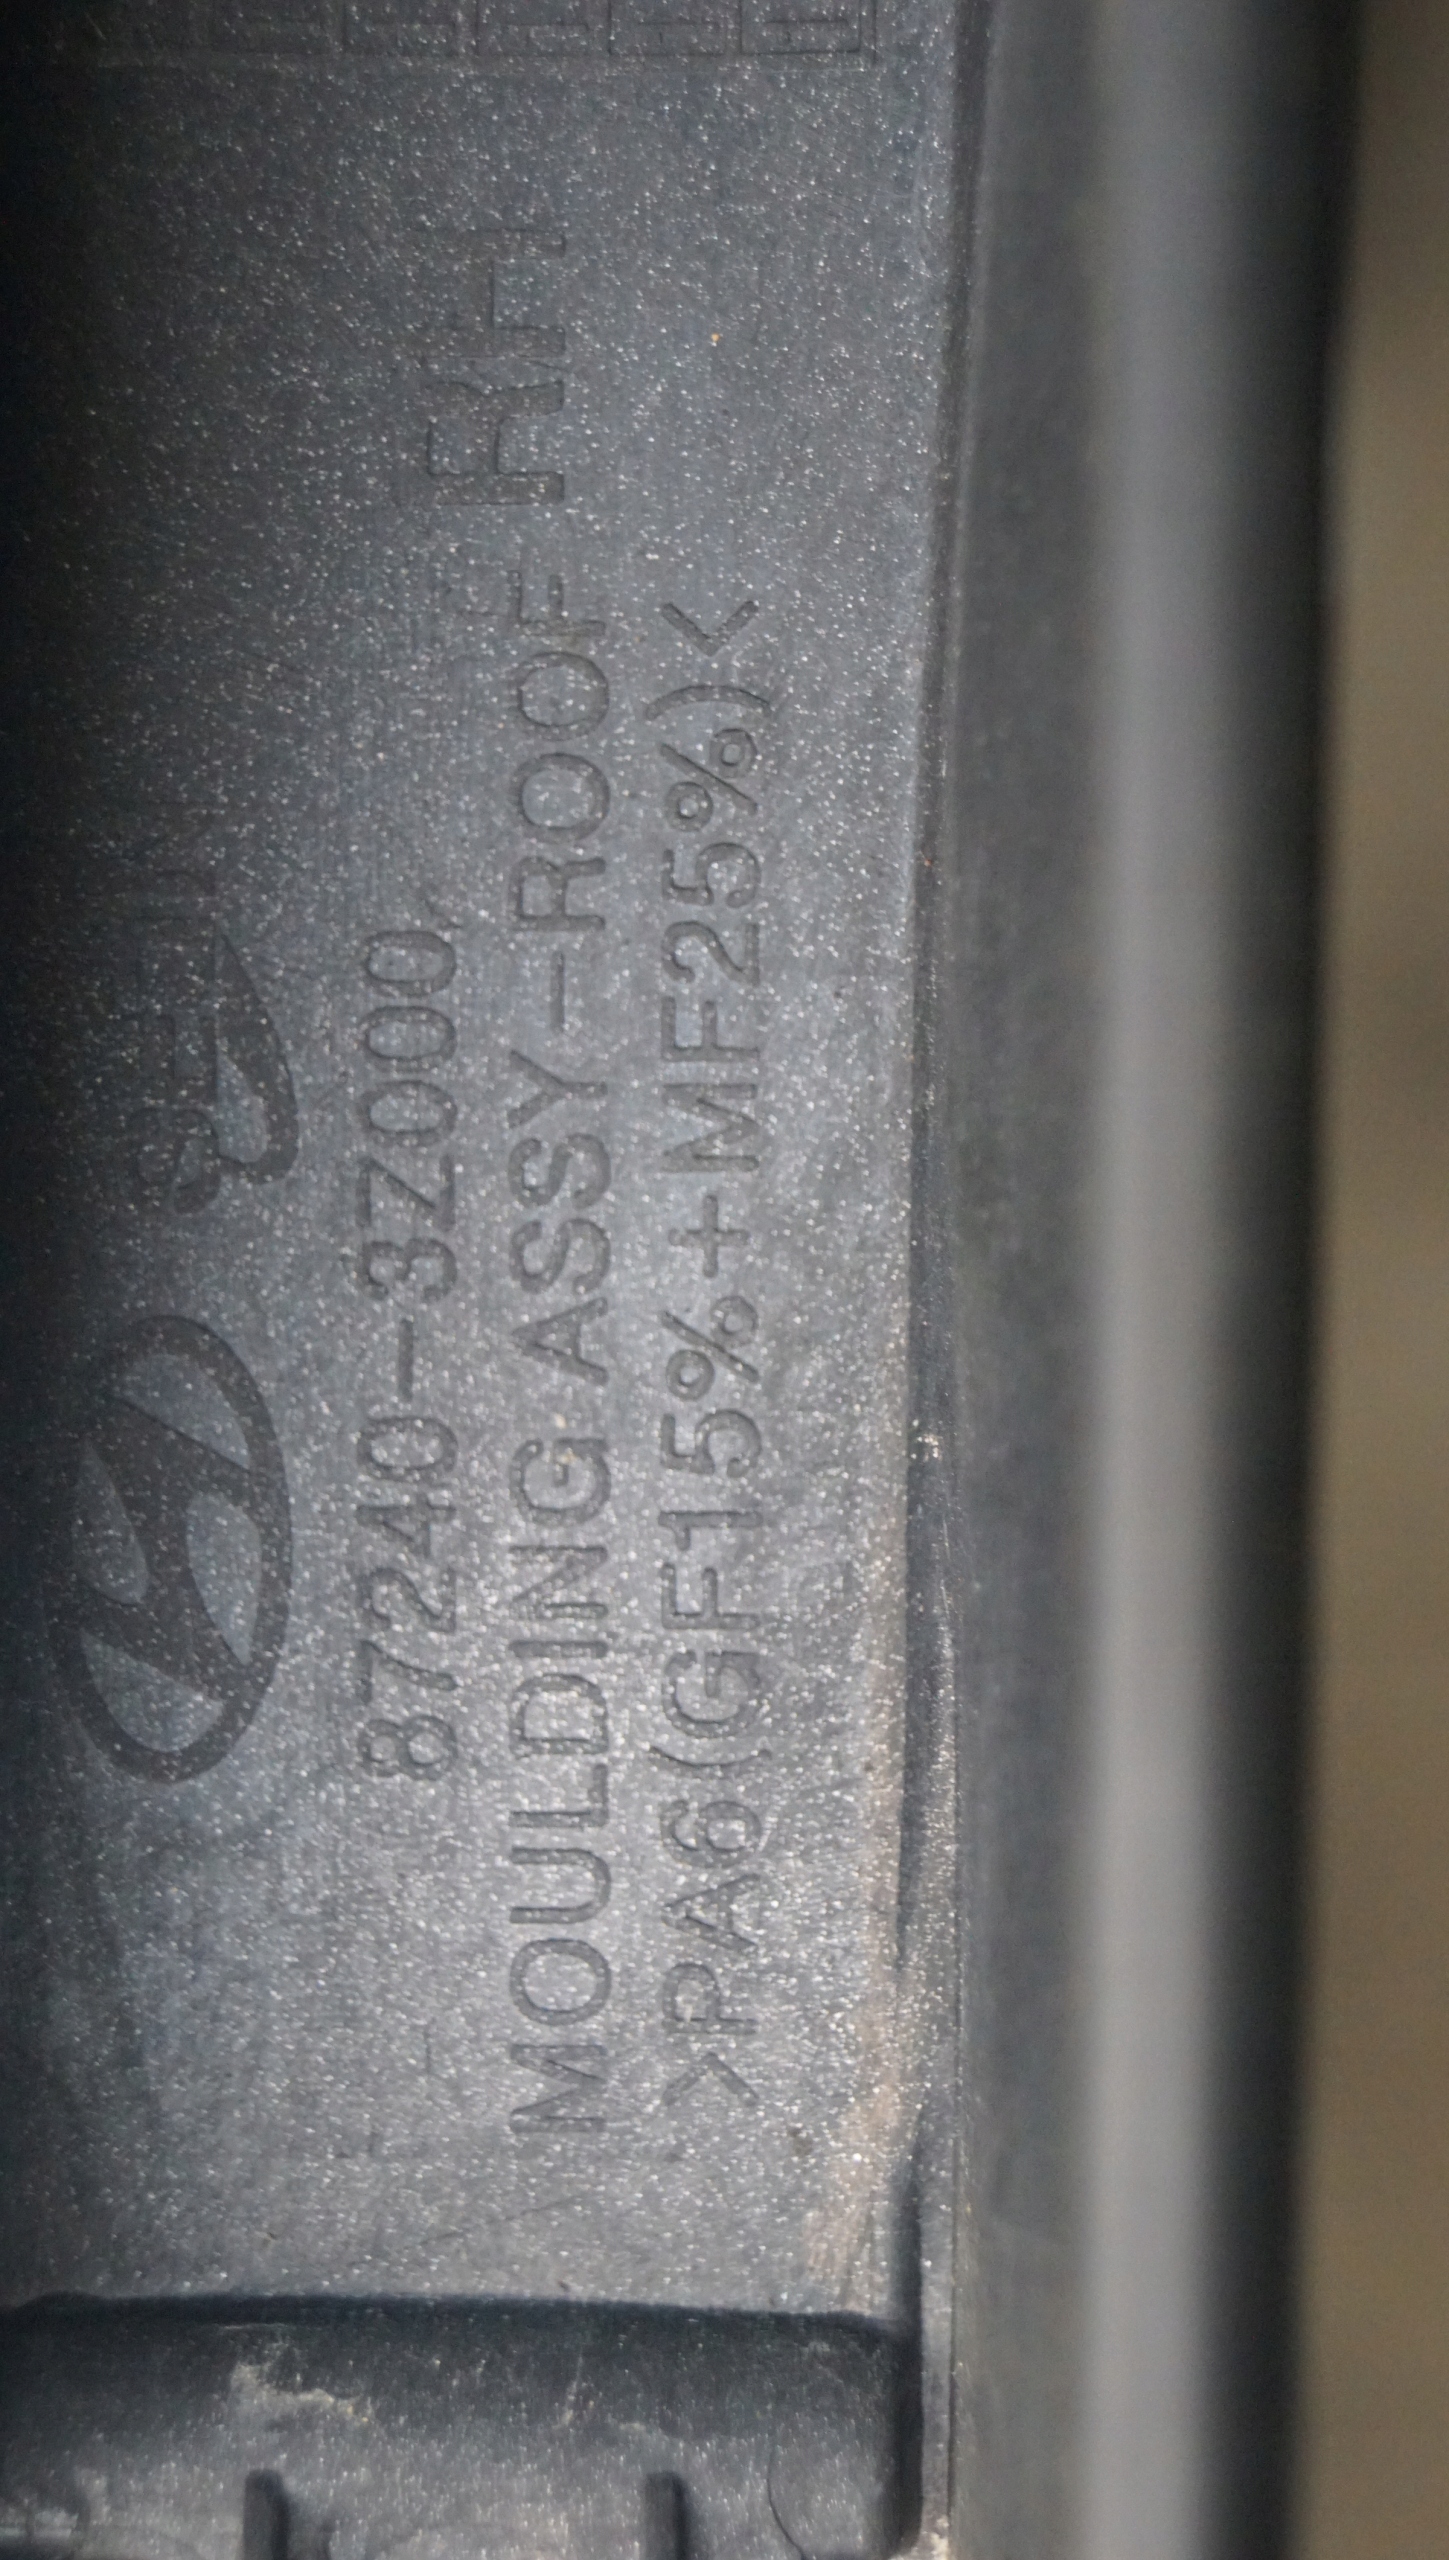 87240-3Z000,
MOULDING ASSY-ROOF RH
>PA6(GF15%+MF25%)<